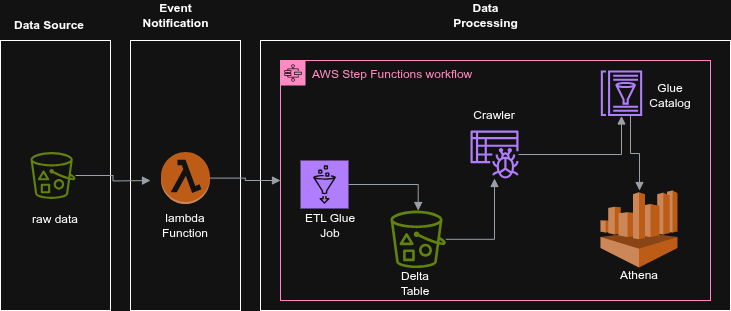 Data Source
Event
Notification
Data
Processing
AWS Step Functions workflow
Glue
Catalog
Crawler
raw data
lambda
Function
ETL Glue
Job
Delta
Table
Athena